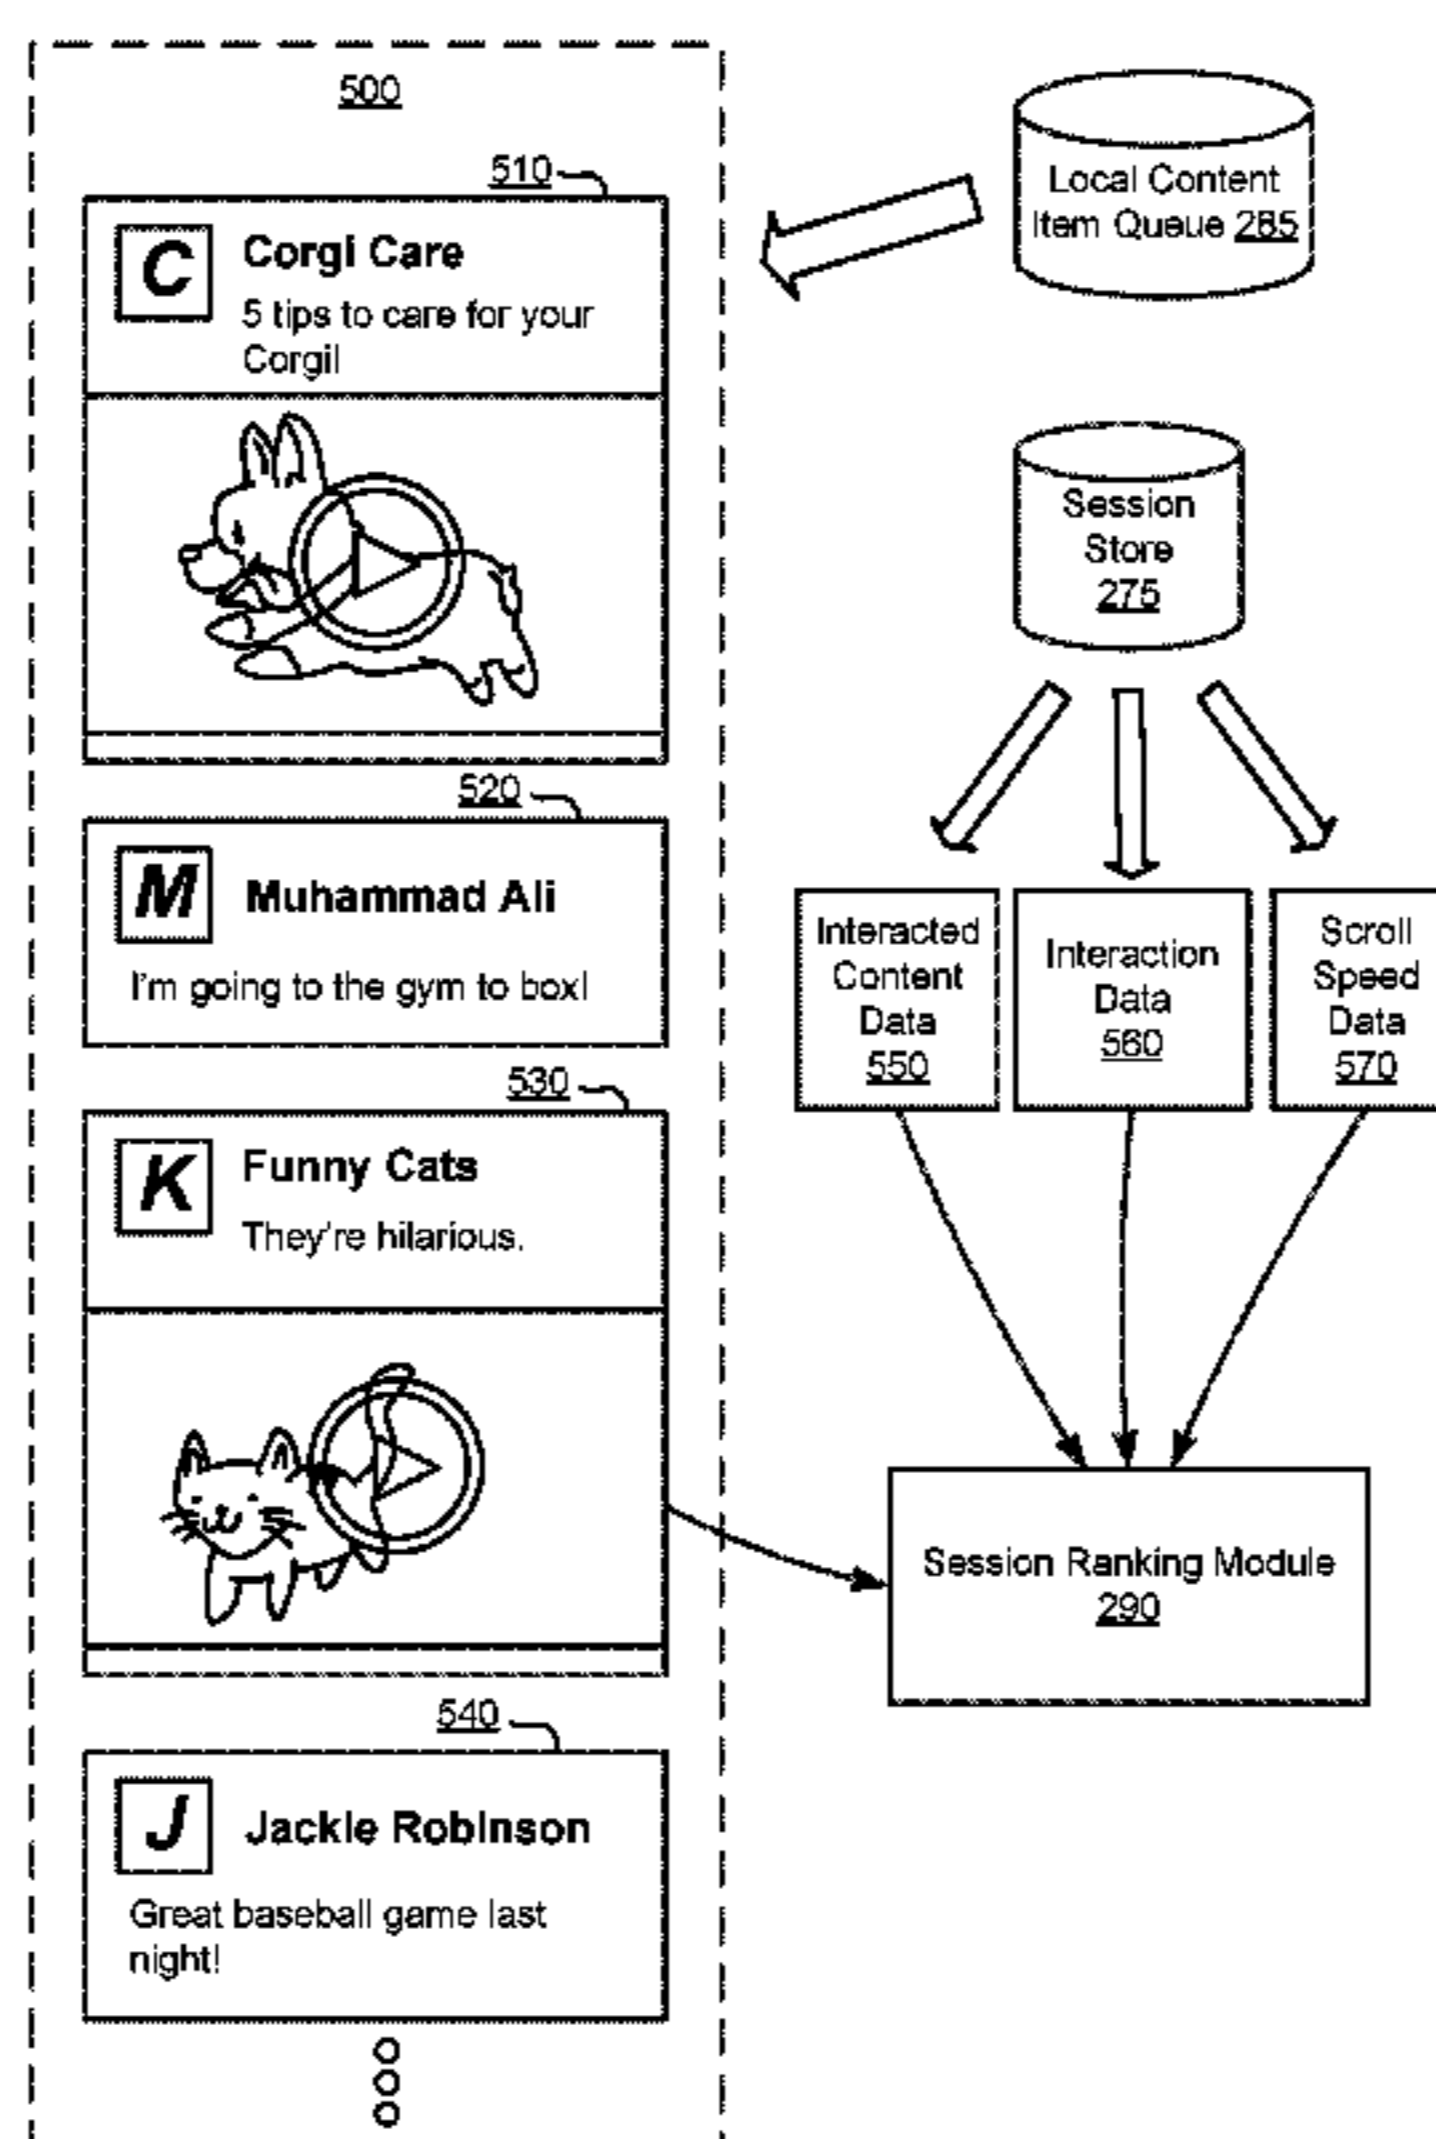 500
510
C
Corgi Care
5 tips to care for your
Corgi!
520
M
Muhammad Ali
I'm going to the gym to box!
530
K
Funny Cats
They're hilarious.
540
J
Jackie Robinson
Great baseball game last
night!
Local Content
Item Queue 285
Session
Store
275
Interacted
Content
Data
550
Interaction
Data
560
Scroll
Speed
Data
570
Session Ranking Module
290